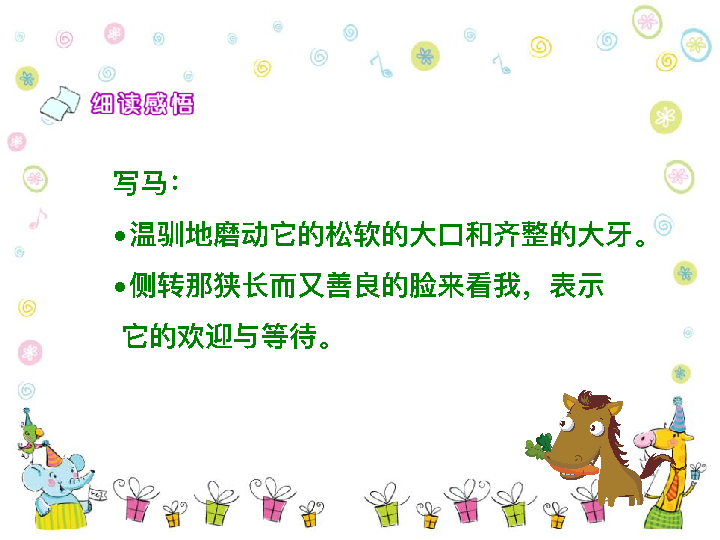 细读感悟
写马：
•温驯地磨动它的松软的大口和齐整的大牙。
•侧转那狭长而又善良的脸来看我，表示
它的欢迎与等待。